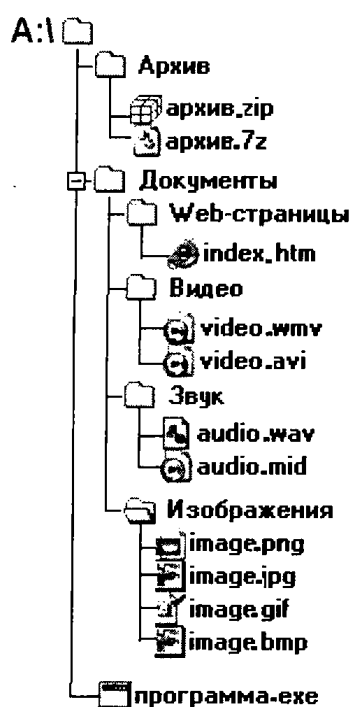 A:\
Архив
архив.zip
архив.7z
Документы
Web-страницы
index.htm
Видео
video.wmv
video.avi
Звук
audio.wav
audio.mid
Изображения
image.png
image.jpg
image.gif
image.bmp
программа.exe